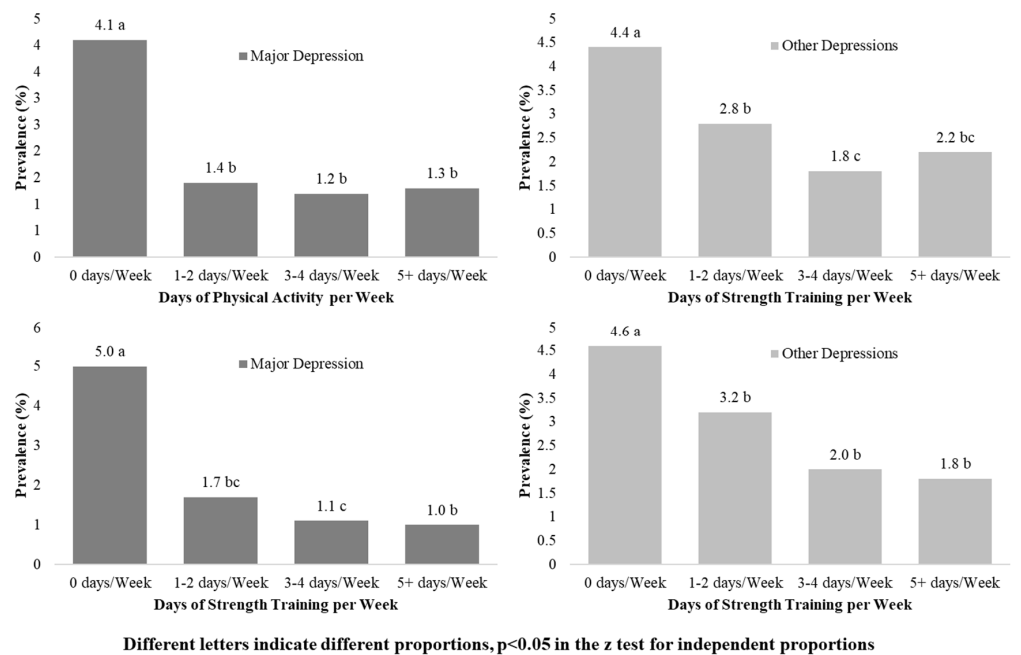 5
4
4
3
3
2
2
1
1
0
Prevalence (%)
Major Depression
4.1 a
1.4 b
1.2 b
1.3 b
0 days/Week 1-2 days/Week 3-4 days/Week 5+ days/Week
Days of Physical Activity per Week
5
4.5
4
3.5
3
2.5
2
1.5
1
0.5
0
Prevalence (%)
Other Depressions
4.4 a
2.8 b
1.8 c
2.2 bc
0 days/Week 1-2 days/Week 3-4 days/Week 5+ days/Week
Days of Strength Training per Week
6
5
4
3
2
1
0
Prevalence (%)
Major Depression
5.0 a
1.7 bc
1.1 c
1.0 b
0 days/Week 1-2 days/Week 3-4 days/Week 5+ days/Week
Days of Strength Training per Week
5
4.5
4
3.5
3
2.5
2
1.5
1
0.5
0
Prevalence (%)
Other Depressions
4.6 a
3.2 b
2.0 b
1.8 b
0 days/Week 1-2 days/Week 3-4 days/Week 5+ days/Week
Days of Strength Training per Week
Different letters indicate different proportions, p<0.05 in the z test for independent proportions